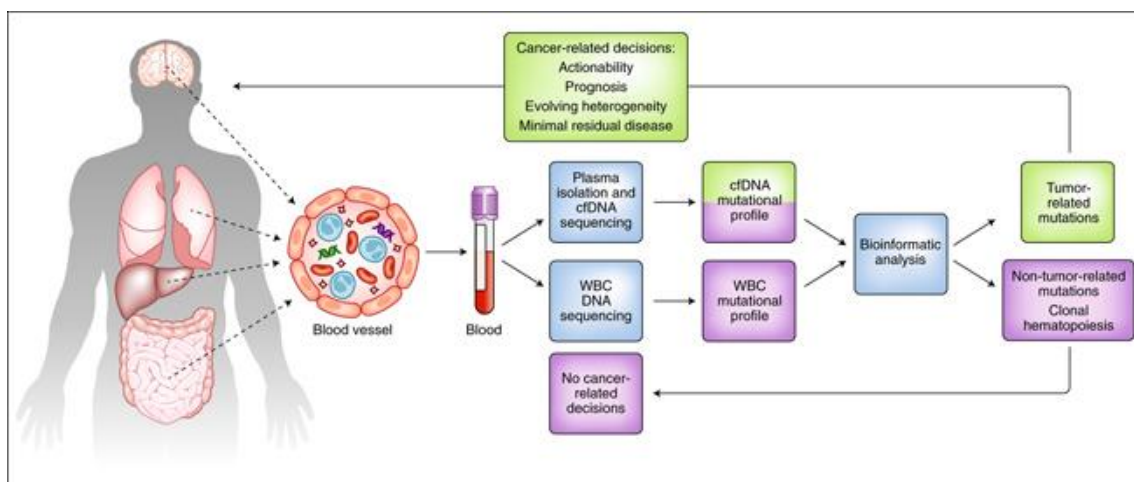 Cancer-related decisions:
Actionability
Prognosis
Evolving heterogeneity
Minimal residual disease
Blood vessel
Blood
Plasma
isolation and
cfDNA
sequencing
cfDNA
mutational
profile
WBC
DNA
sequencing
WBC
mutational
profile
Bioinformatic
analysis
Tumor-
related
mutations
Non-tumor-related
mutations
Clonal
hematopoiesis
No cancer-
related
decisions